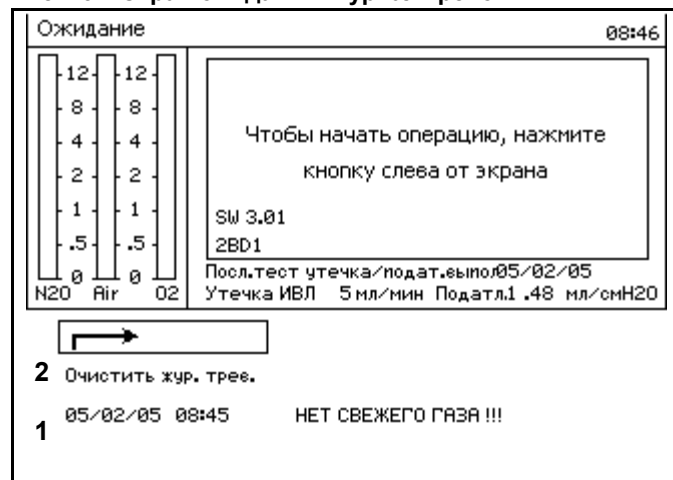 Ожидание 08:46
12 12
8 8
4 4
2 2
1 1
.5 .5
0 0
N2O Air O2
Чтобы начать операцию, нажмите
кнопку слева от экрана
SW 3.01
2BD1
Посл.тест утечка/подат.выпол05/02/05
Утечка ИВЛ 5 мл/мин Податл.1.48 мл/смH2O
2 Очистить жур. трев.
1 05/02/05 08:45 НЕТ СВЕЖЕГО ГАЗА !!!